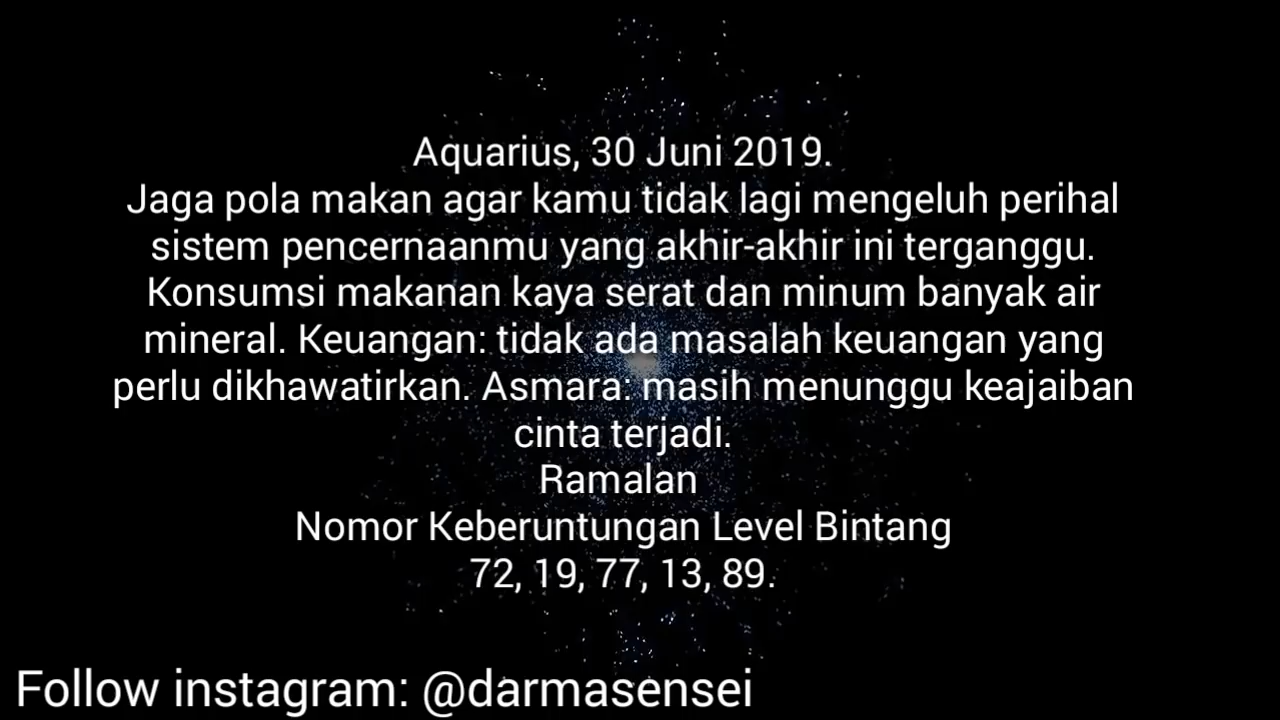 Aquarius, 30 Juni 2019.
Jaga pola makan agar kamu tidak lagi mengeluh perihal
sistem pencernaanmu yang akhir-akhir ini terganggu.
Konsumsi makanan kaya serat dan minum banyak air
mineral. Keuangan: tidak ada masalah keuangan yang
perlu dikhawatirkan. Asmara: masih menunggu keajaiban
cinta terjadi.
Ramalan
Nomor Keberuntungan Level Bintang
72, 19, 77, 13, 89.
Follow instagram: @darmasensei